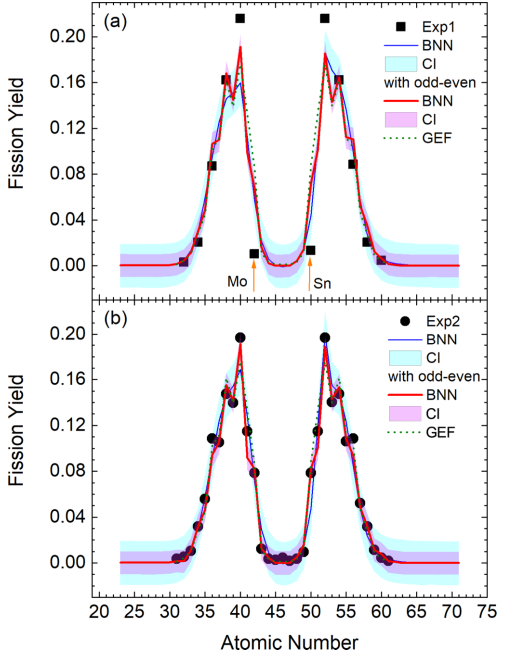 (a)
Exp1
BNN
CI
with odd-even
BNN
CI
GEF
0.20
0.16
0.12
0.08
0.04
0.00
Fission Yield
Mo
Sn
(b)
Exp2
BNN
CI
with odd-even
BNN
CI
GEF
0.20
0.16
0.12
0.08
0.04
0.00
Fission Yield
20 25 30 35 40 45 50 55 60 65 70 75
Atomic Number